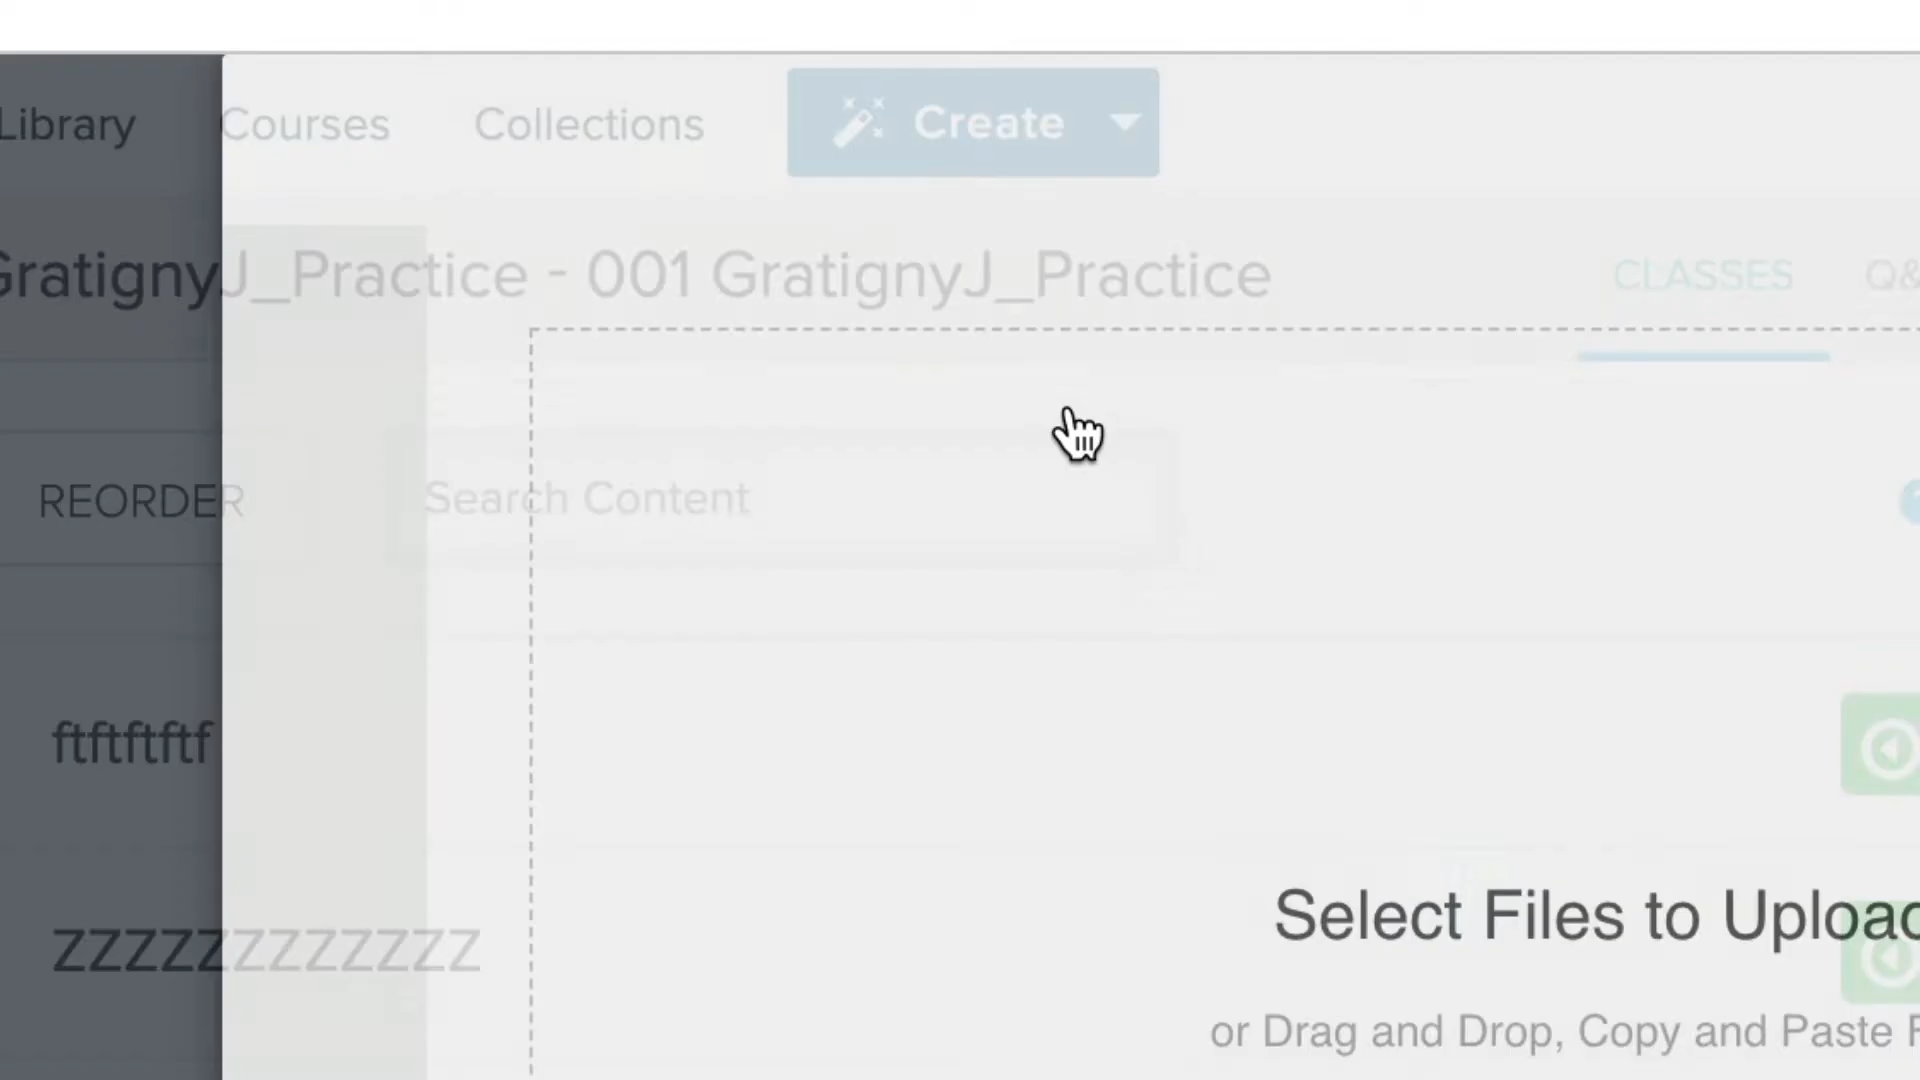 Library Courses Collections Create
GratignyJ_Practice - 001 GratignyJ_Practice CLASSES Q&
REORDER Search Content
ftftftftf
ZZZZZZZZZZZZ
Select Files to Upload
or Drag and Drop, Copy and Paste F